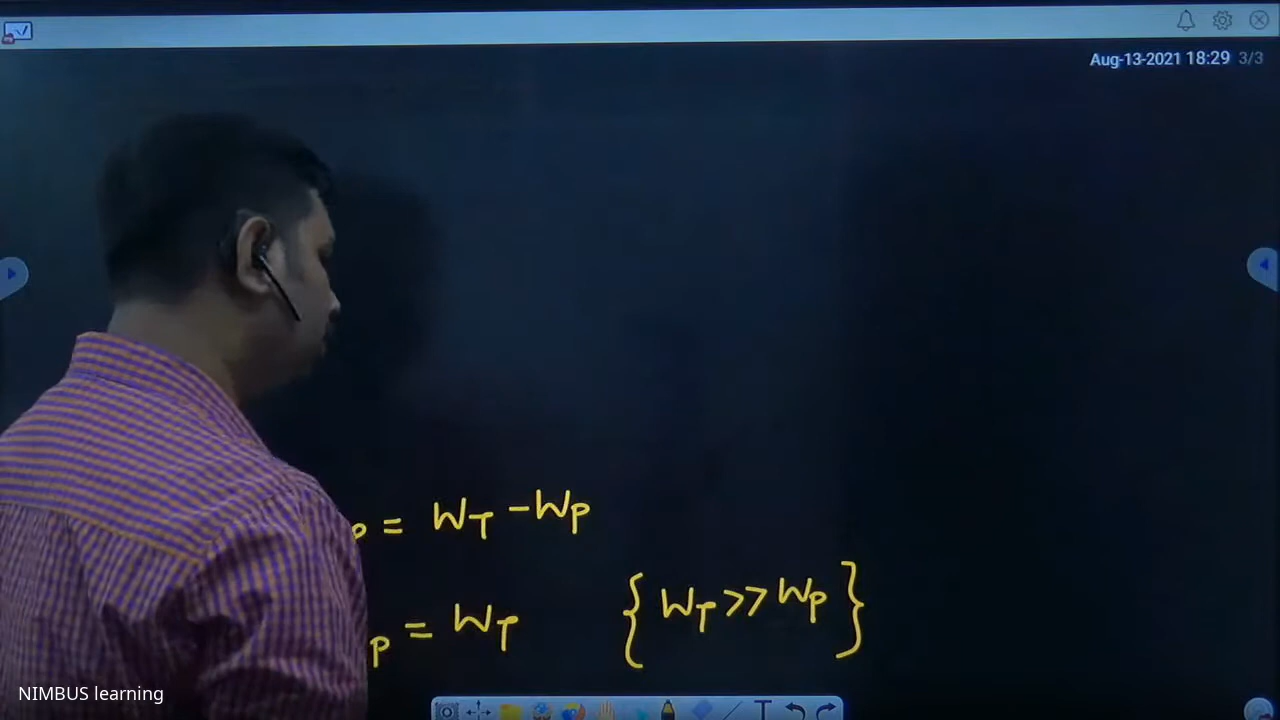 Aug-13-2021 18:29 3/3
P = WT - WP
P = WT { WT >> WP }
NIMBUS learning